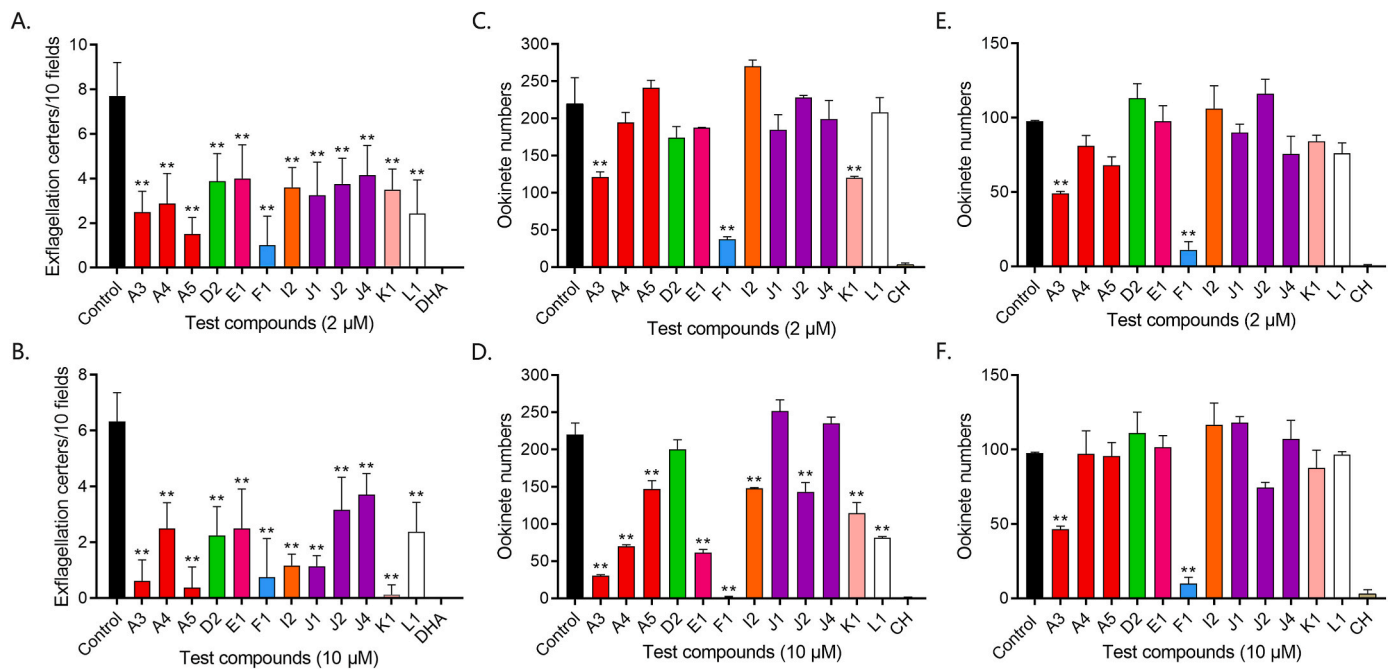 A.
Exflagellation certers/10 fields
10
8
6
4
2
0
** ** ** ** ** ** ** ** ** ** ** **
Control A3 A4 A5 D2 E1 F1 I2 J1 J2 J4 K1 L1 DHA
Test compounds (2 µM)
C.
Ookinete numbers
300
250
200
150
100
50
0
** ** **
Control A3 A4 A5 D2 E1 F1 I2 J1 J2 J4 K1 L1 CH
Test compounds (2 µM)
E.
Ookinete numbers
150
100
50
0
** **
Control A3 A4 A5 D2 E1 F1 I2 J1 J2 J4 K1 L1 CH
Test compounds (2 µM)
B.
Exflagellation certers/10 fields
8
6
4
2
0
** ** ** ** ** ** ** ** ** ** ** **
Control A3 A4 A5 D2 E1 F1 I2 J1 J2 J4 K1 L1 DHA
Test compounds (10 µM)
D.
Ookinete numbers
300
250
200
150
100
50
0
** ** ** ** ** ** ** ** **
Control A3 A4 A5 D2 E1 F1 I2 J1 J2 J4 K1 L1 CH
Test compounds (10 µM)
F.
Ookinete numbers
150
100
50
0
** **
Control A3 A4 A5 D2 E1 F1 I2 J1 J2 J4 K1 L1 CH
Test compounds (10 µM)